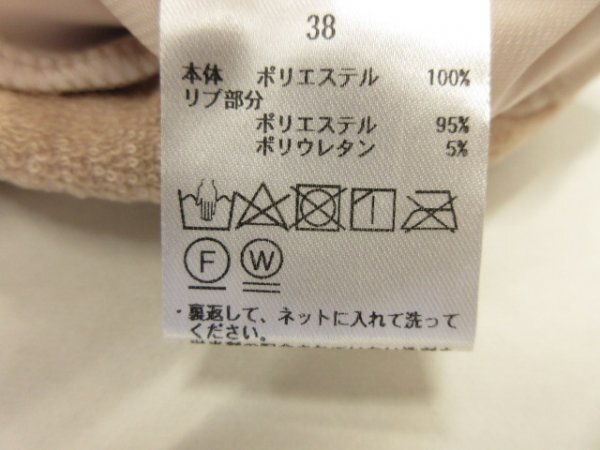 38
本体 ポリエステル 100%
リブ部分
ポリエステル 95%
ポリウレタン 5%
F W
・裏返して、ネットに入れて洗って
ください。